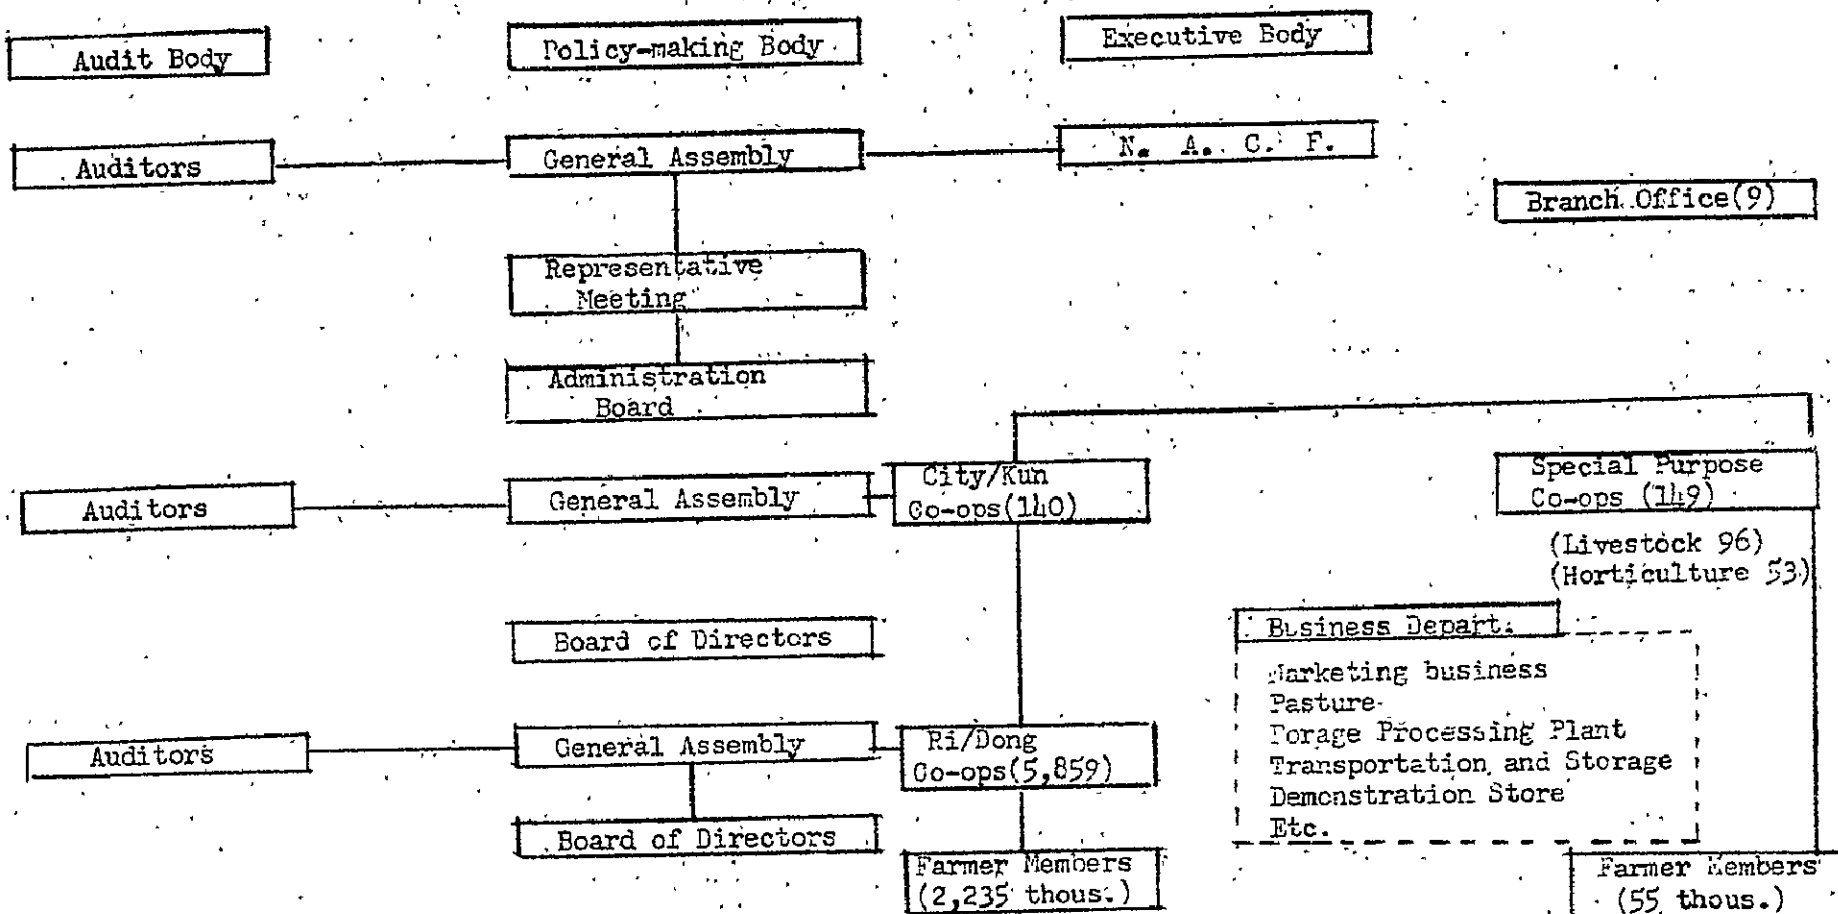 Audit Body
Policy-making Body
Executive Body
Auditors
General Assembly
N. A. C. F.
Branch Office(9)
Representative
Meeting
Administration
Board
Auditors
General Assembly
City/Kun
Co-ops(140)
Special Purpose
Co-ops (149)
(Livestock 96)
(Horticulture 53)
Board of Directors
Business Depart.
Marketing business
Pasture
Forage Processing Plant
Transportation and Storage
Demonstration Store
Etc.
Auditors
General Assembly
Ri/Dong
Co-ops(5,859)
Board of Directors
Farmer Members
(2,235 thous.)
Farmer Members
(55 thous.)